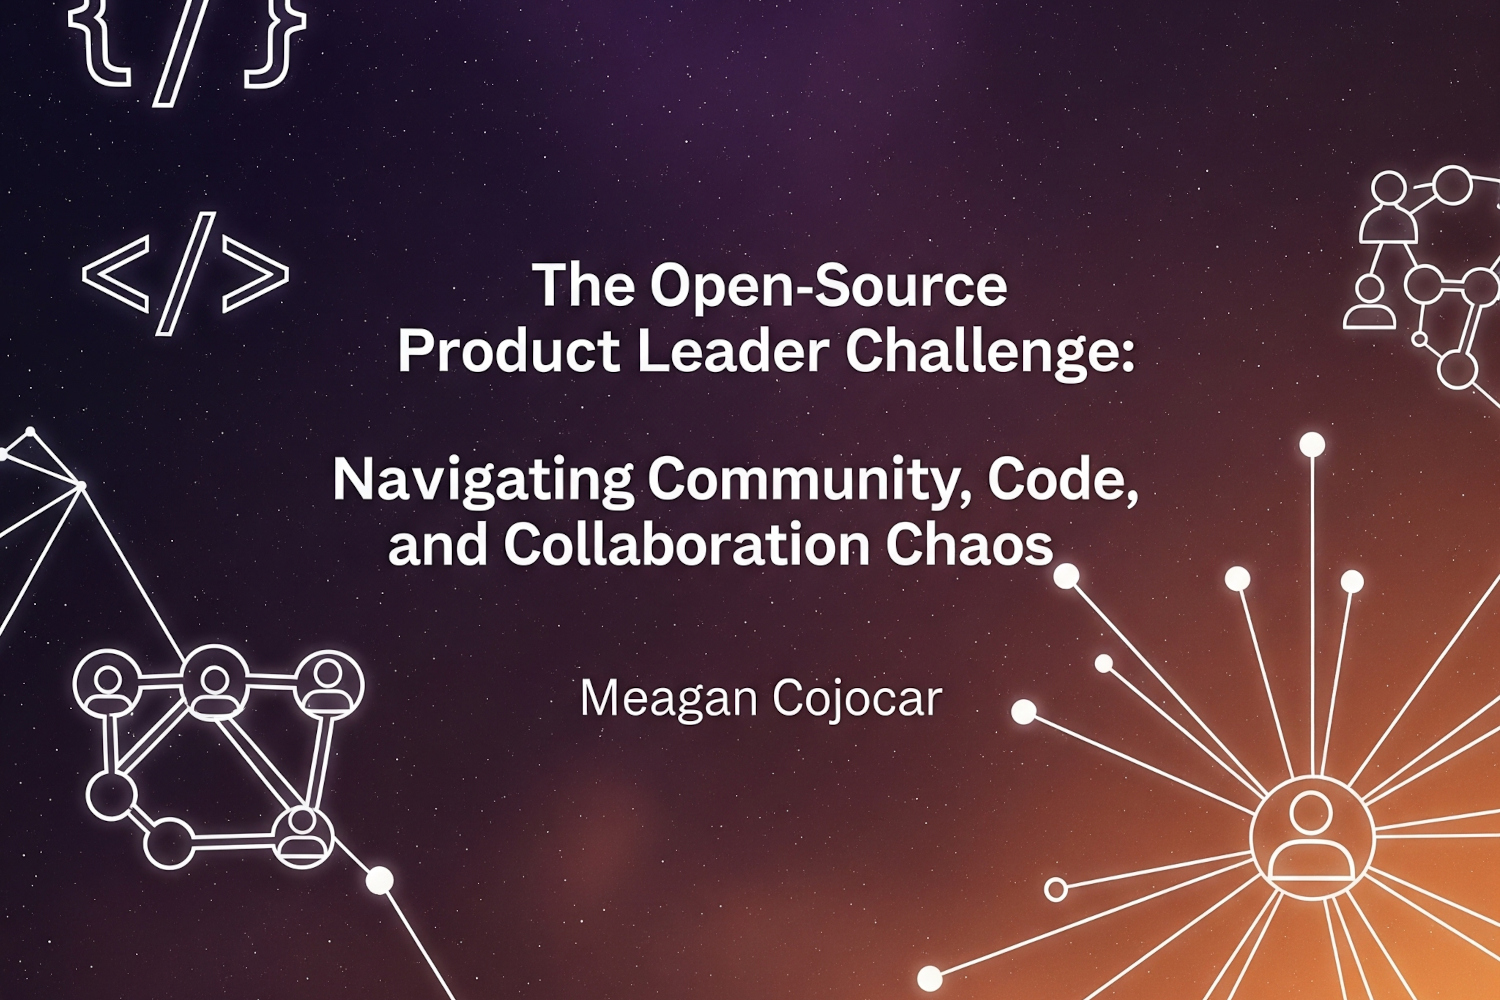 {/}
</>
The Open-Source
Product Leader Challenge:
Navigating Community, Code,
and Collaboration Chaos
Meagan Cojocar